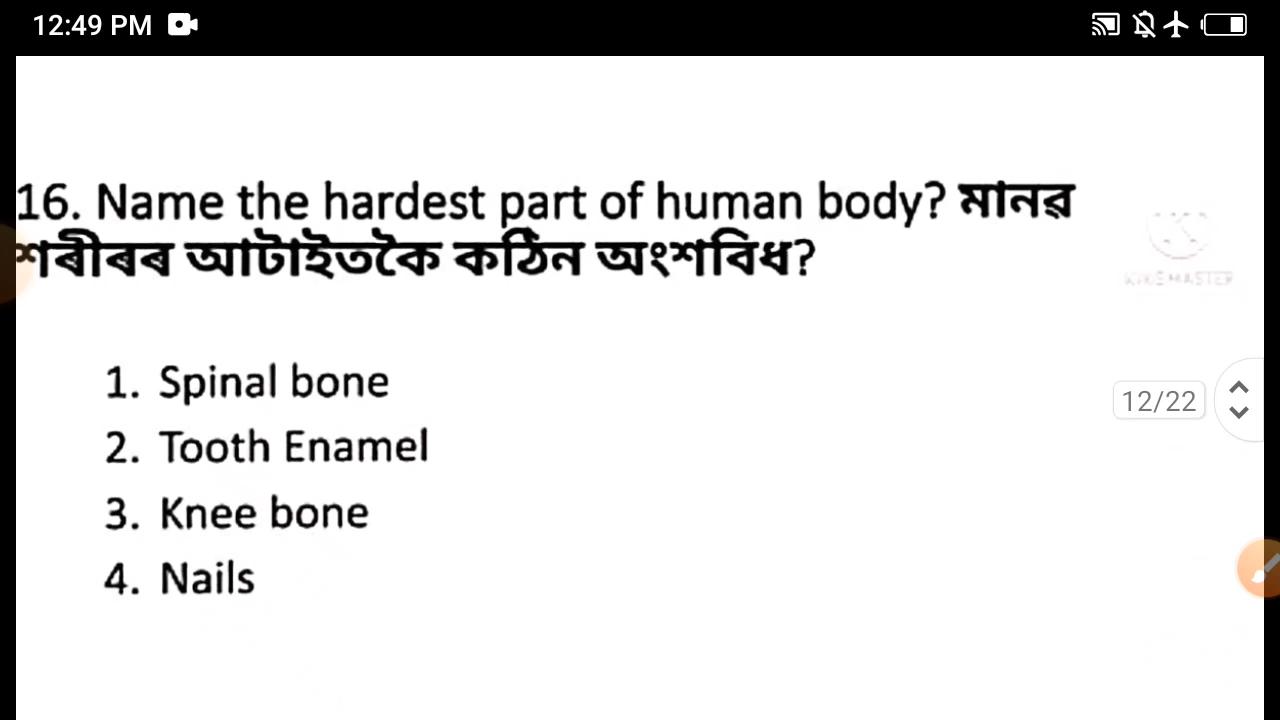 12:49 PM
16. Name the hardest part of human body? মানৱ
শৰীৰৰ আটাইতকৈ কঠিন অংশবিধ?
KINEMASTER
1. Spinal bone
12/22
2. Tooth Enamel
3. Knee bone
4. Nails